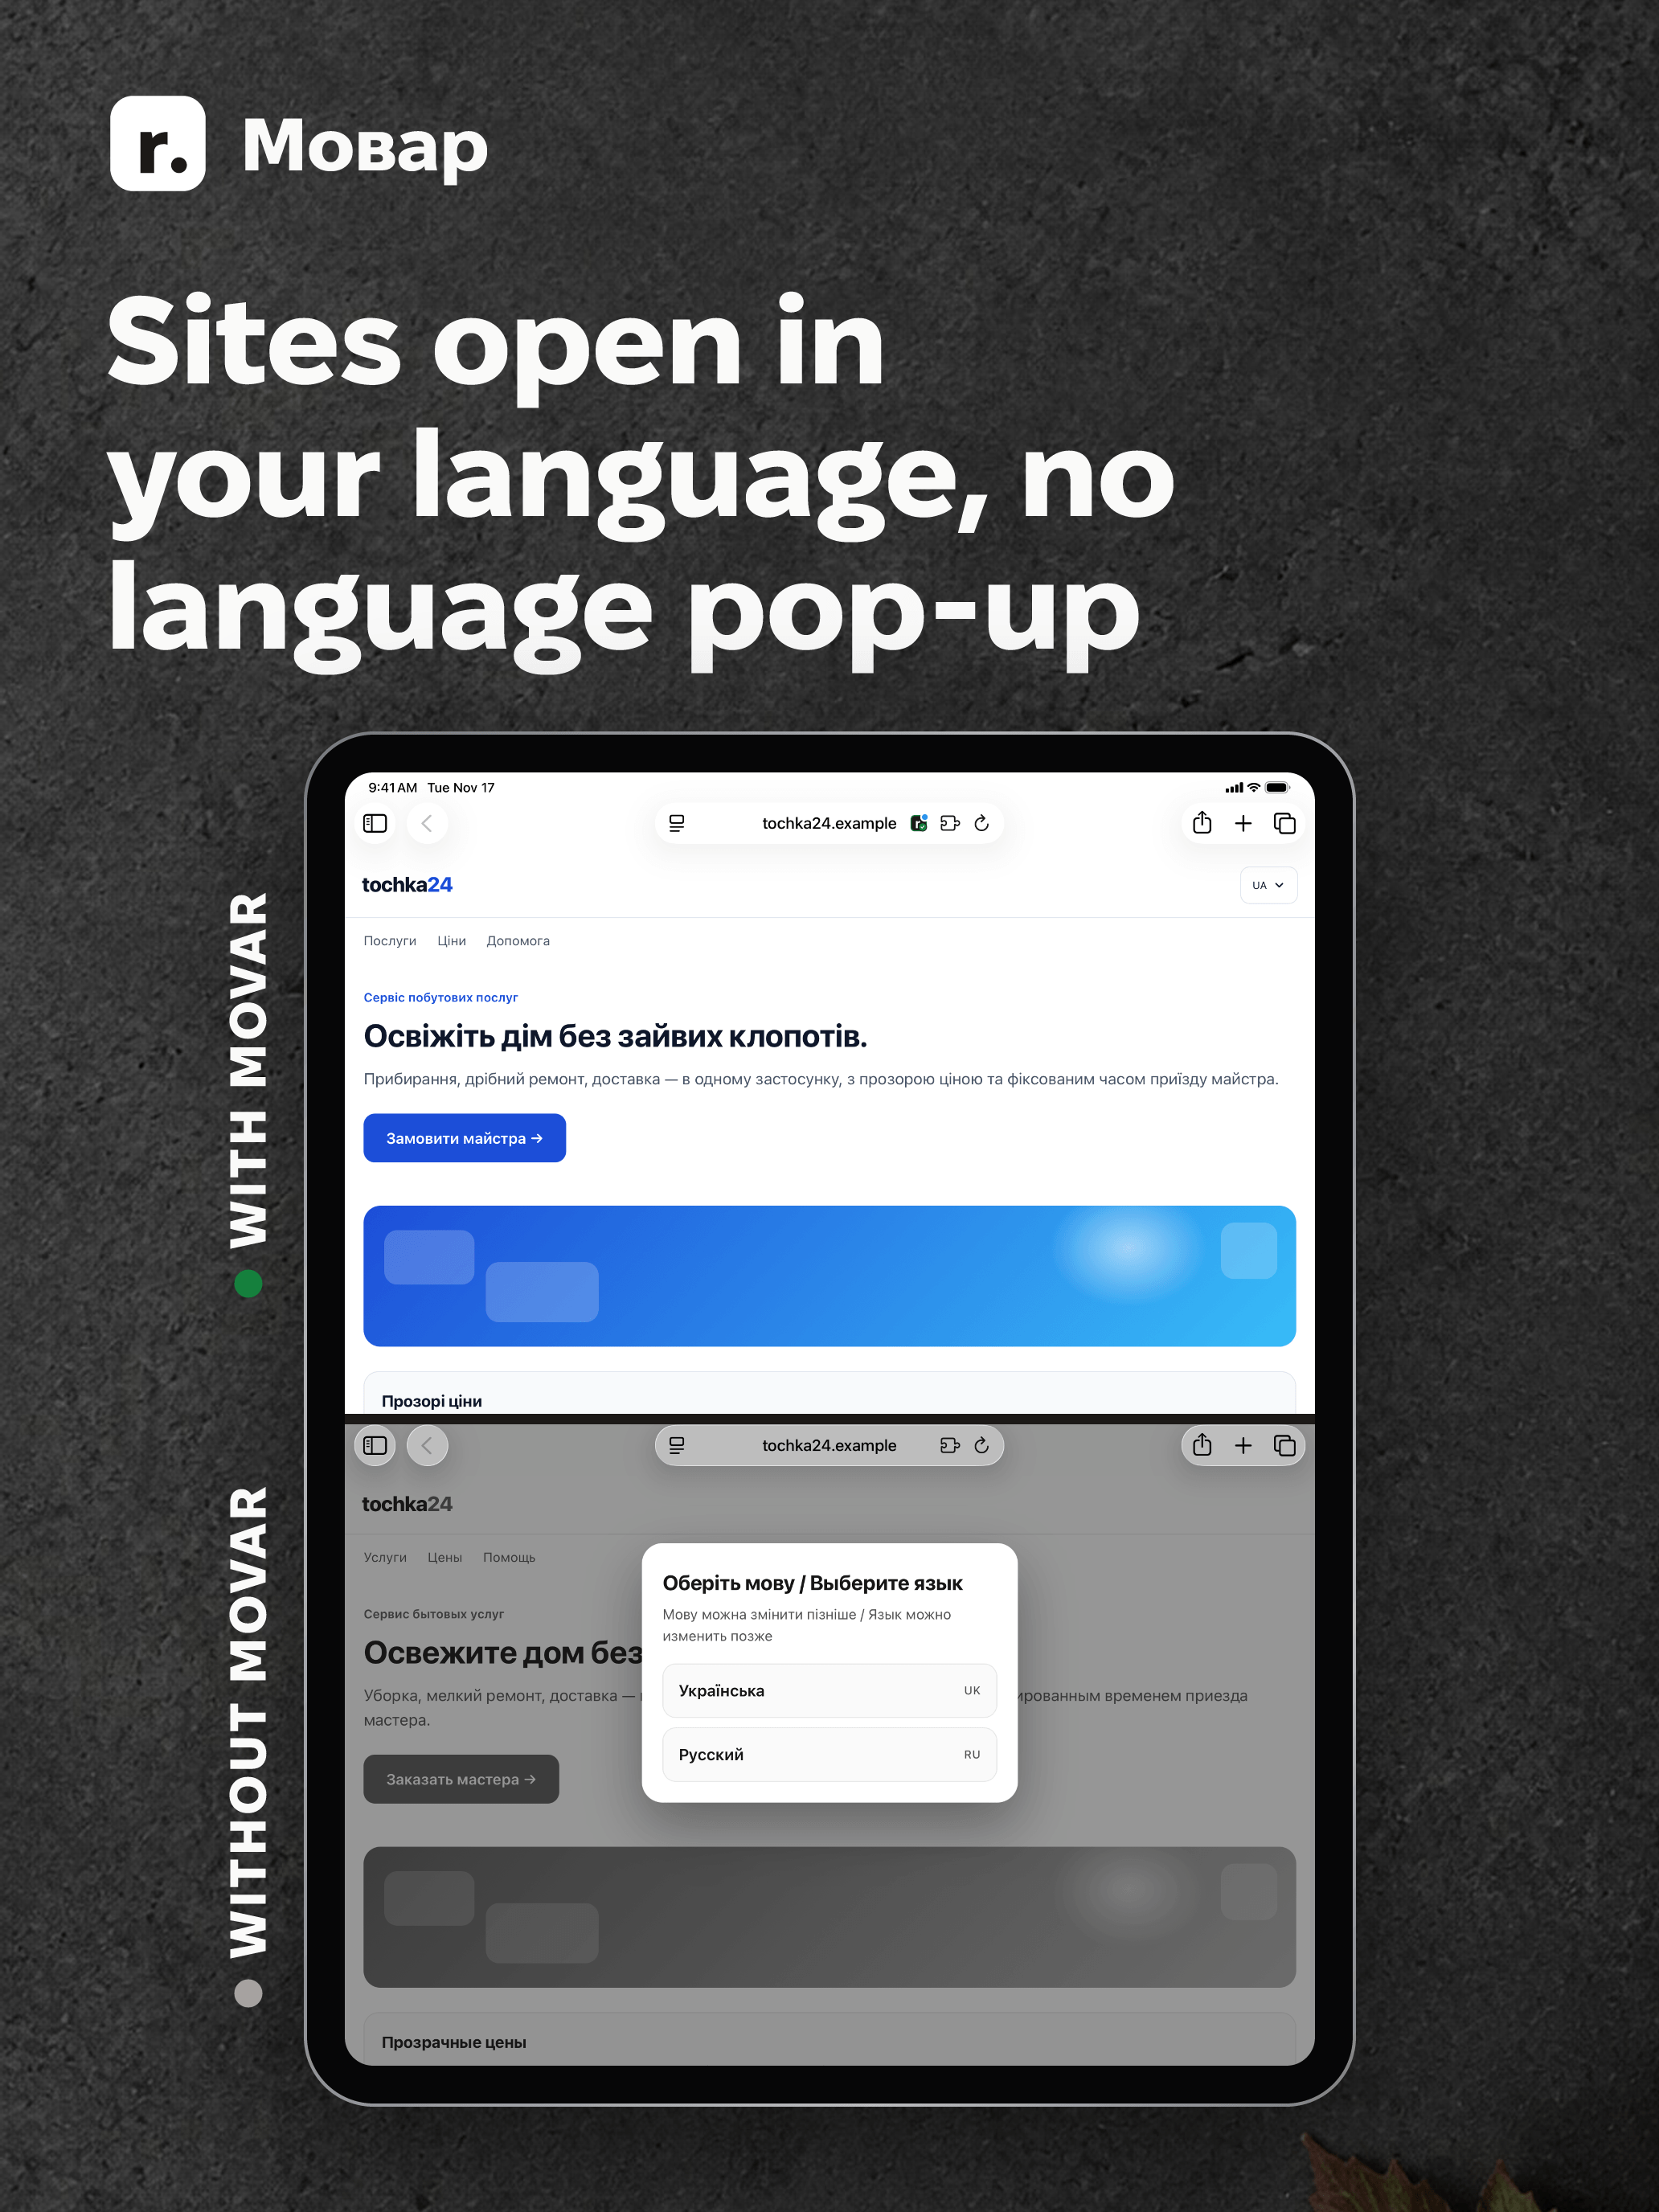 r.
Мовар
Sites open in
your language, no
language pop-up
WITH MOVAR
9:41 AM Tue Nov 17
tochka24.example
tochka24
UA
Послуги Ціни Допомога
Сервіс побутових послуг
Освіжіть дім без зайвих клопотів.
Прибирання, дрібний ремонт, доставка — в одному застосунку, з прозорою ціною та фіксованим часом приїзду майстра.
Замовити майстра →
Прозорі ціни
WITHOUT MOVAR
tochka24.example
tochka24
Услуги Цены Помощь
Сервис бытовых услуг
Освежите дом без
Уборка, мелкий ремонт, доставка — ированным временем приезда
мастера.
Заказать мастера →
Оберіть мову / Выберите язык
Мову можна змінити пізніше / Язык можно
изменить позже
Українська UK
Русский RU
Прозрачные цены